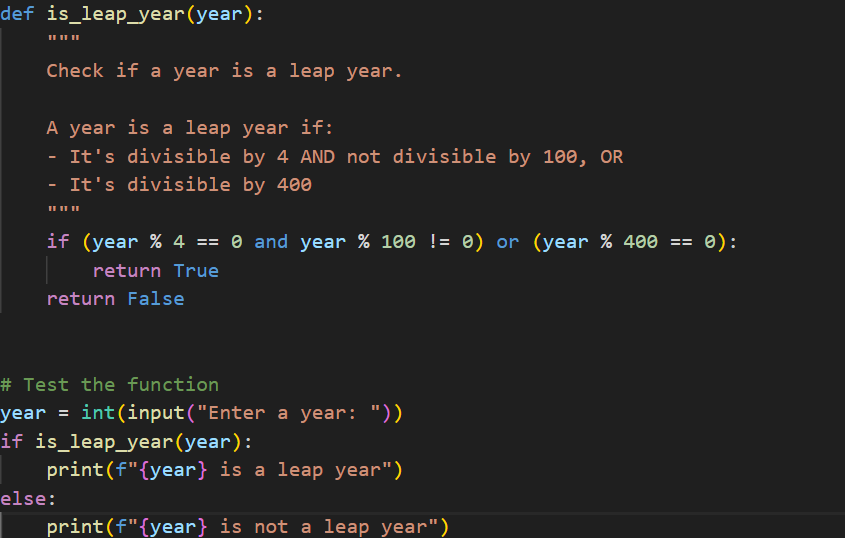 def is_leap_year(year):
    """
    Check if a year is a leap year.

    A year is a leap year if:
    - It's divisible by 4 AND not divisible by 100, OR
    - It's divisible by 400
    """
    if (year % 4 == 0 and year % 100 != 0) or (year % 400 == 0):
        return True
    return False


# Test the function
year = int(input("Enter a year: "))
if is_leap_year(year):
    print(f"{year} is a leap year")
else:
    print(f"{year} is not a leap year")